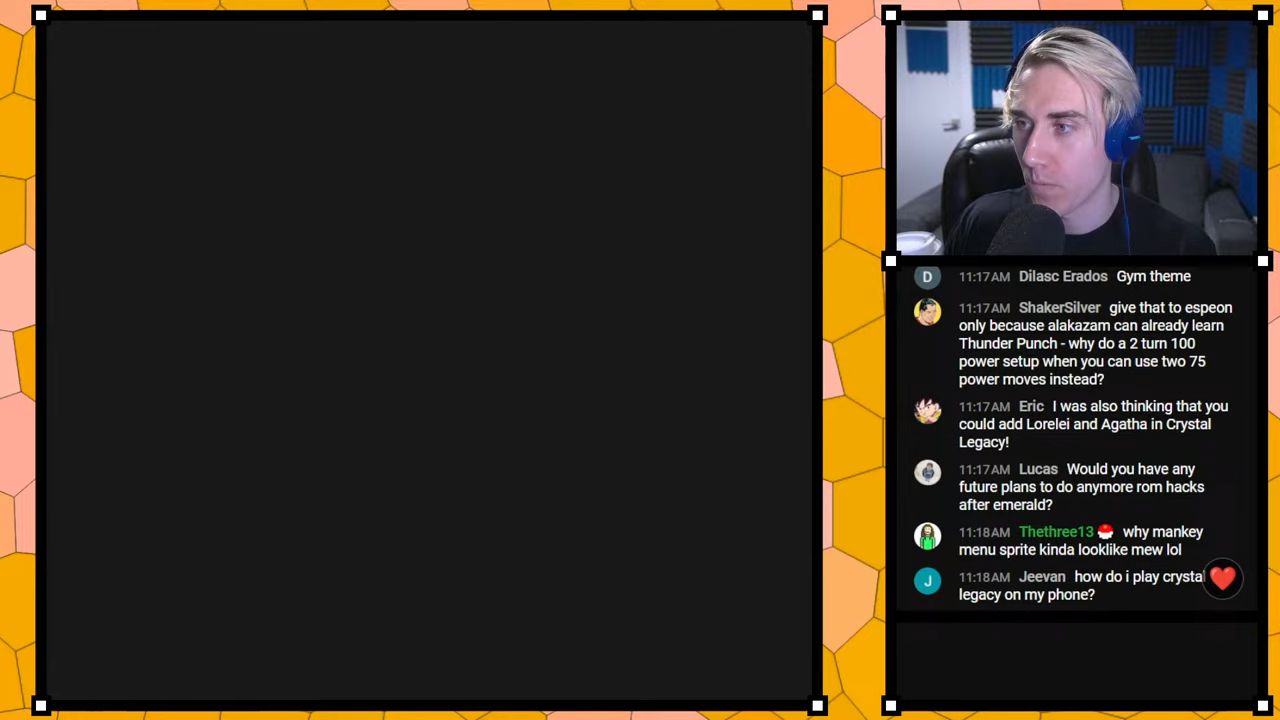 D 11:17AM Dilasc Erados Gym theme
11:17AM ShakerSilver give that to espeon
only because alakazam can already learn
Thunder Punch - why do a 2 turn 100
power setup when you can use two 75
power moves instead?
11:17AM Eric I was also thinking that you
could add Lorelei and Agatha in Crystal
Legacy!
11:17AM Lucas Would you have any
future plans to do anymore rom hacks
after emerald?
11:18AM Thethree13 why mankey
menu sprite kinda looklike mew lol
J 11:18AM Jeevan how do i play crystal
legacy on my phone?